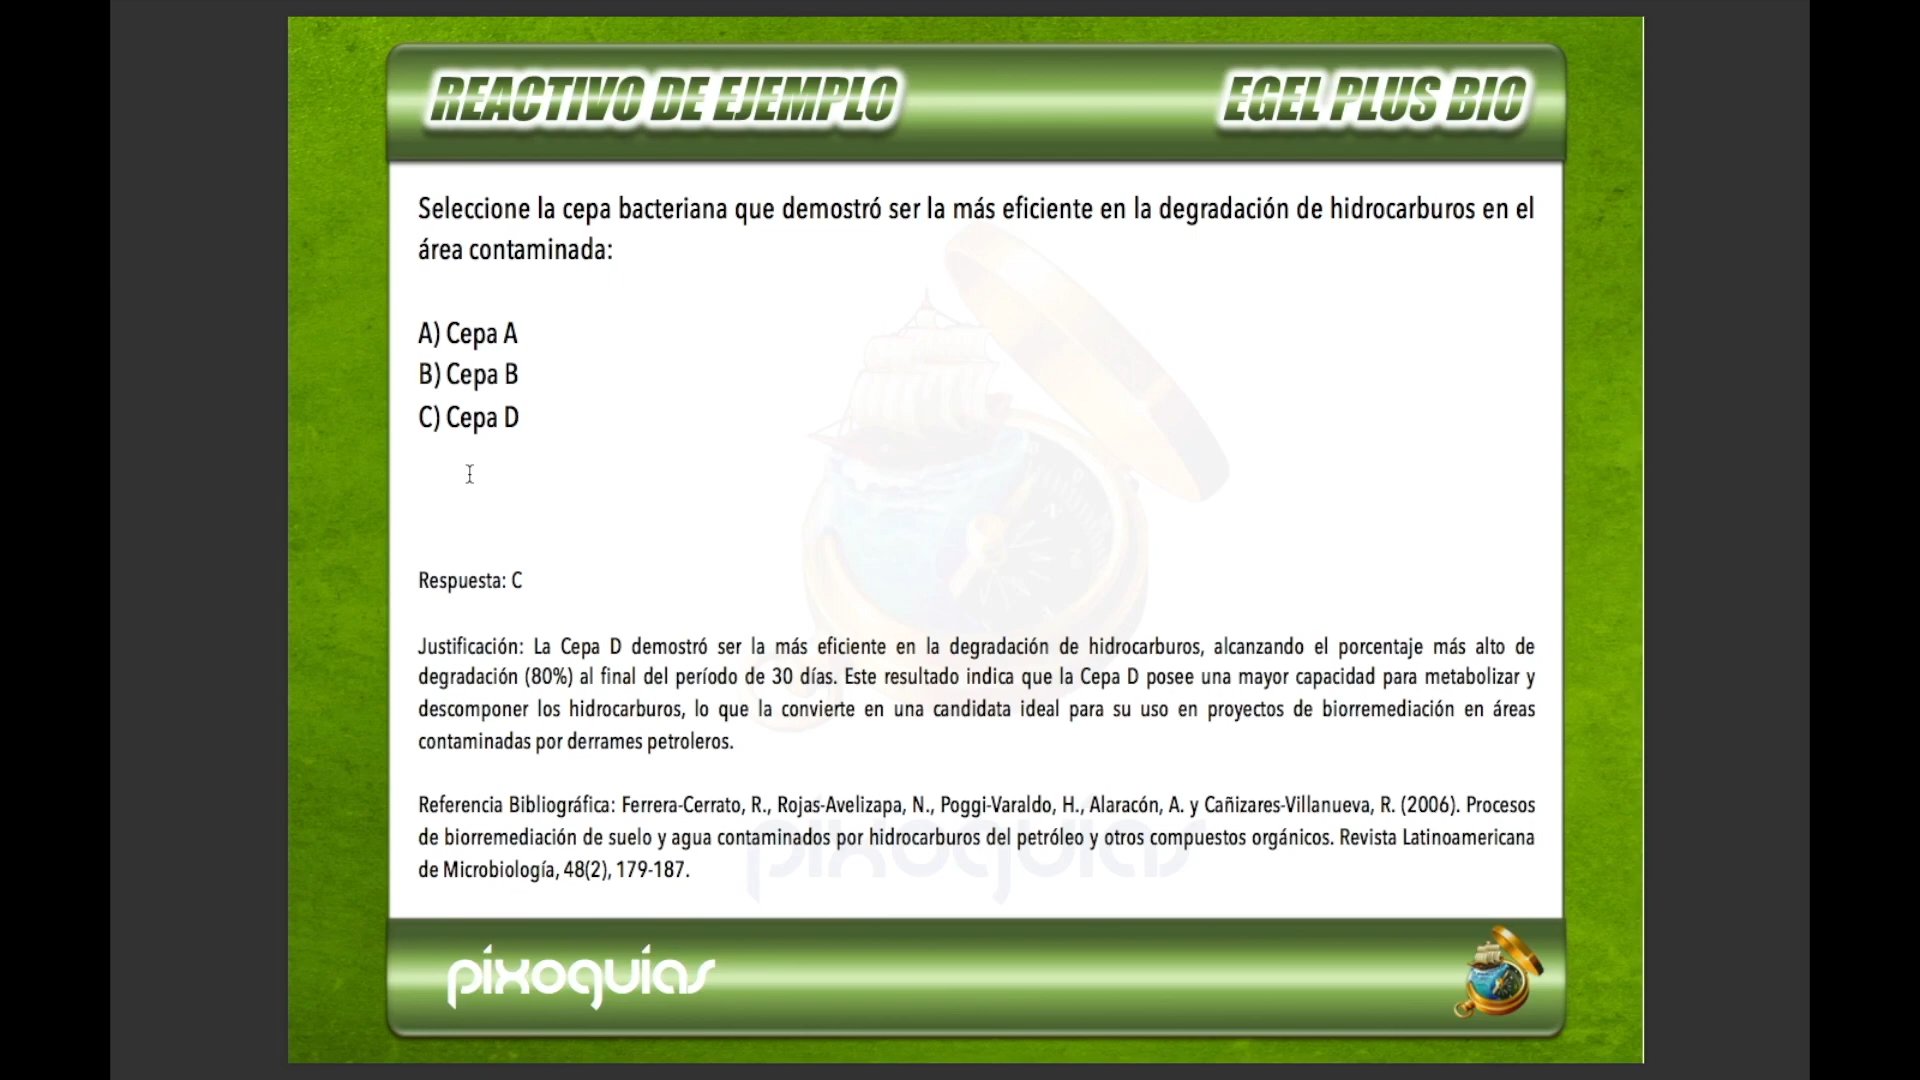 REACTIVO DE EJEMPLO
EGEL PLUS BIO
Seleccione la cepa bacteriana que demostró ser la más eficiente en la degradación de hidrocarburos en el
área contaminada:
A) Cepa A
B) Cepa B
C) Cepa D
Respuesta: C
Justificación: La Cepa D demostró ser la más eficiente en la degradación de hidrocarburos, alcanzando el porcentaje más alto de
degradación (80%) al final del período de 30 días. Este resultado indica que la Cepa D posee una mayor capacidad para metabolizar y
descomponer los hidrocarburos, lo que la convierte en una candidata ideal para su uso en proyectos de biorremediación en áreas
contaminadas por derrames petroleros.
Referencia Bibliográfica: Ferrera-Cerrato, R., Rojas-Avelizapa, N., Poggi-Varaldo, H., Alaracón, A. y Cañizares-Villanueva, R. (2006). Procesos
de biorremediación de suelo y agua contaminados por hidrocarburos del petróleo y otros compuestos orgánicos. Revista Latinoamericana
de Microbiología, 48(2), 179-187.
pixoguías
pixoguías